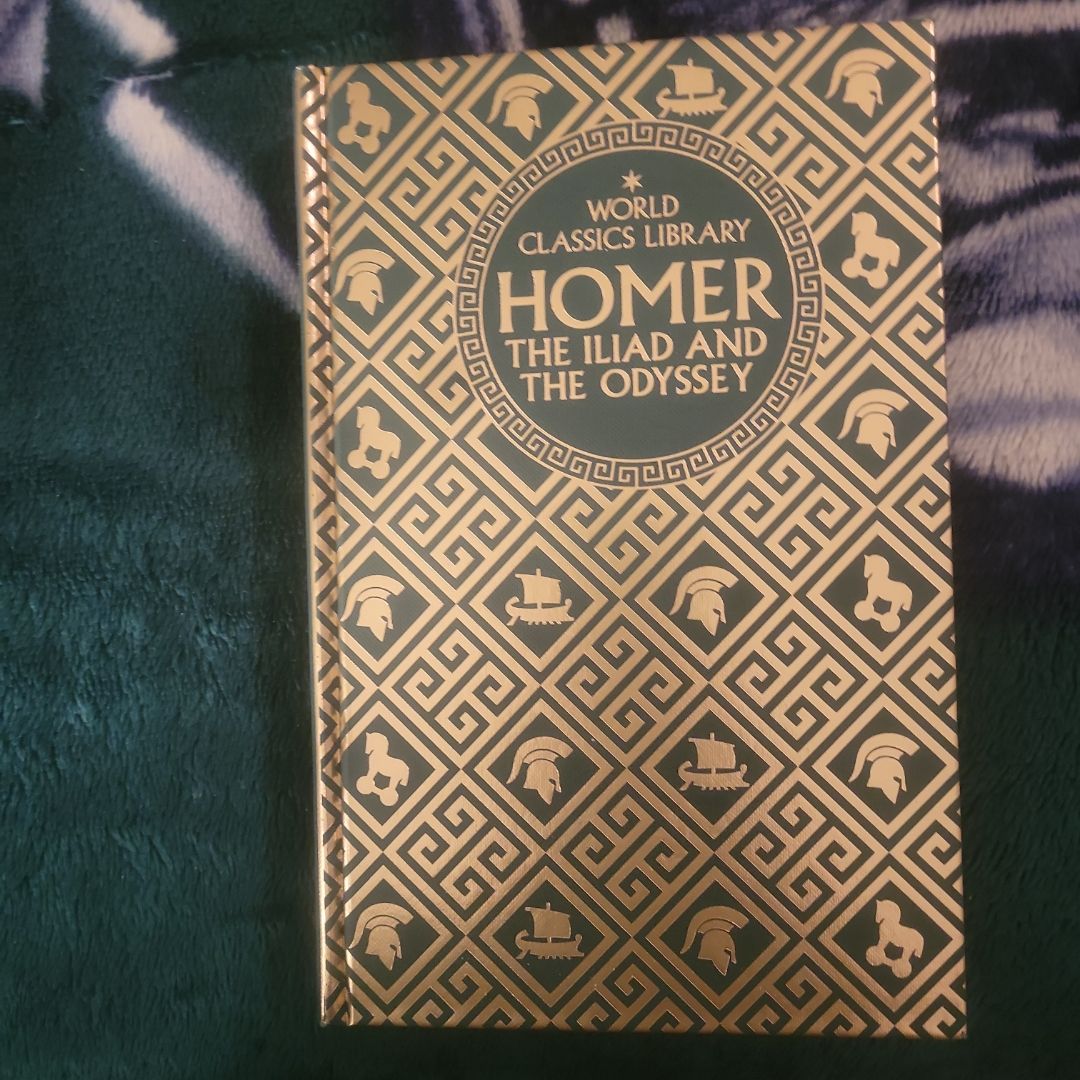 WORLD
CLASSICS LIBRARY
HOMER
THE ILIAD AND
THE ODYSSEY